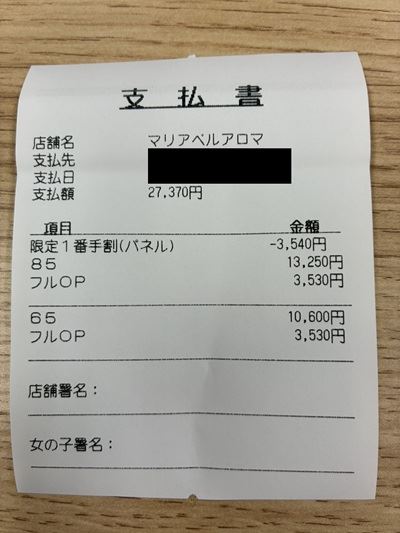 支払書
店舗名 マリアベルアロマ
支払先
支払日
支払額 27,370円
項目 金額
限定1番手割(パネル) -3,540円
85 13,250円
フルOP 3,530円
65 10,600円
フルOP 3,530円
店舗署名:
女の子署名: